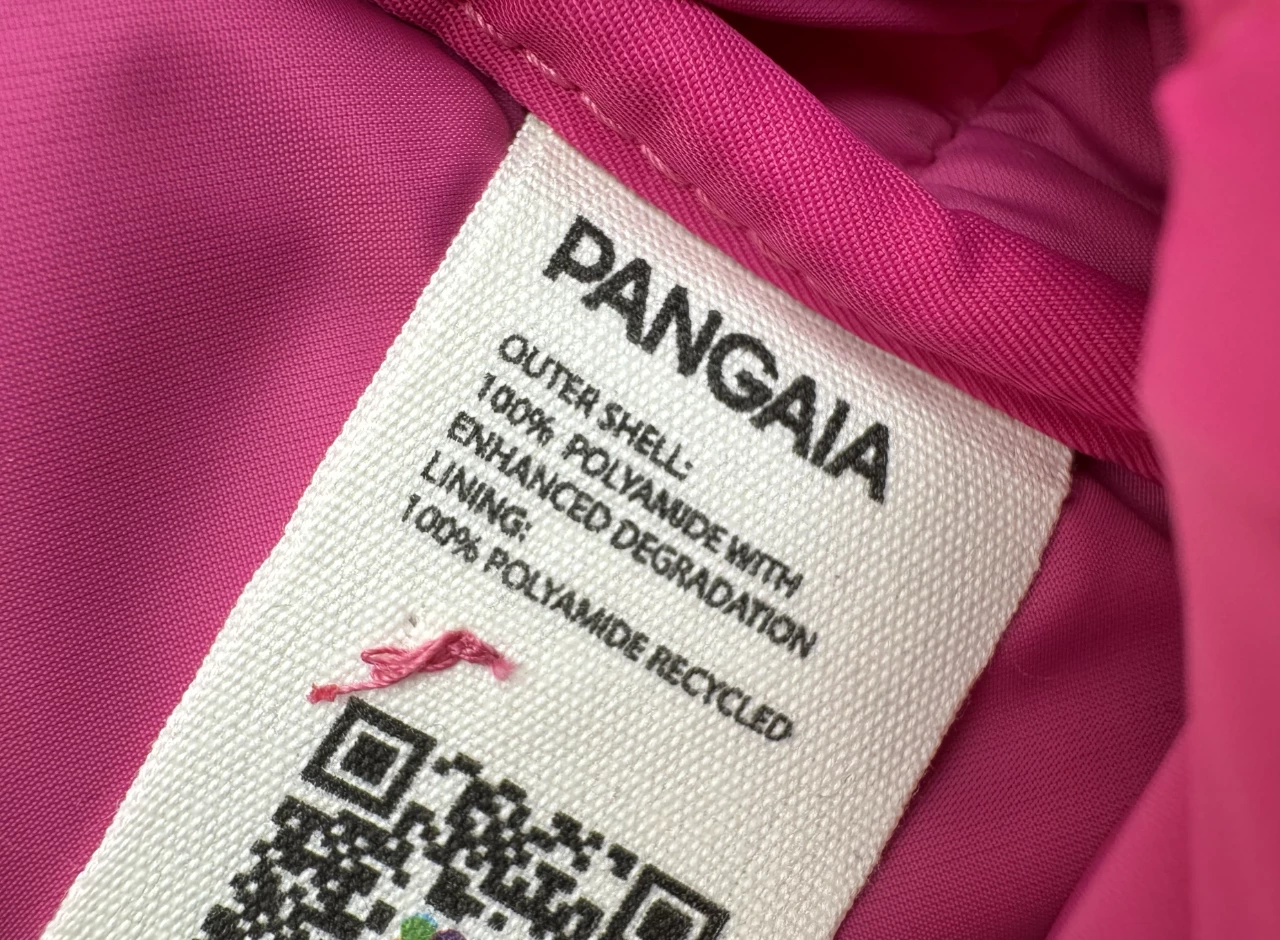 PANGAIA
OUTER SHELL:
100% POLYAMIDE WITH
ENHANCED DEGRADATION
LINING:
100% POLYAMIDE RECYCLED